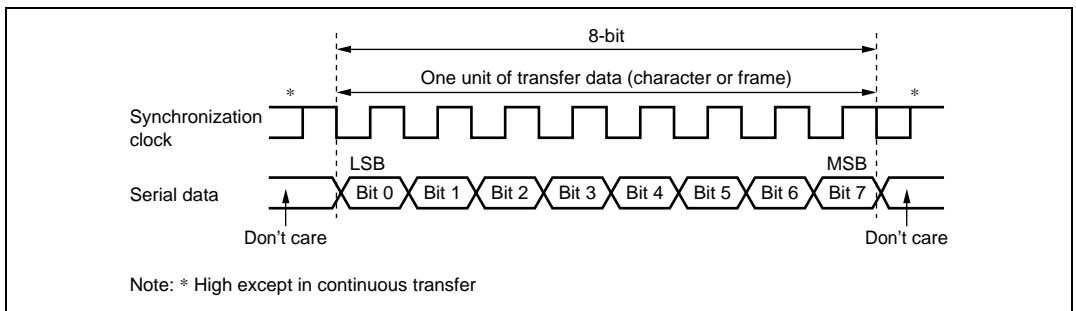 8-bit
One unit of transfer data (character or frame)
* *
Synchronization
clock
LSB MSB
Serial data Bit 0 Bit 1 Bit 2 Bit 3 Bit 4 Bit 5 Bit 6 Bit 7
Don't care Don't care
Note: * High except in continuous transfer